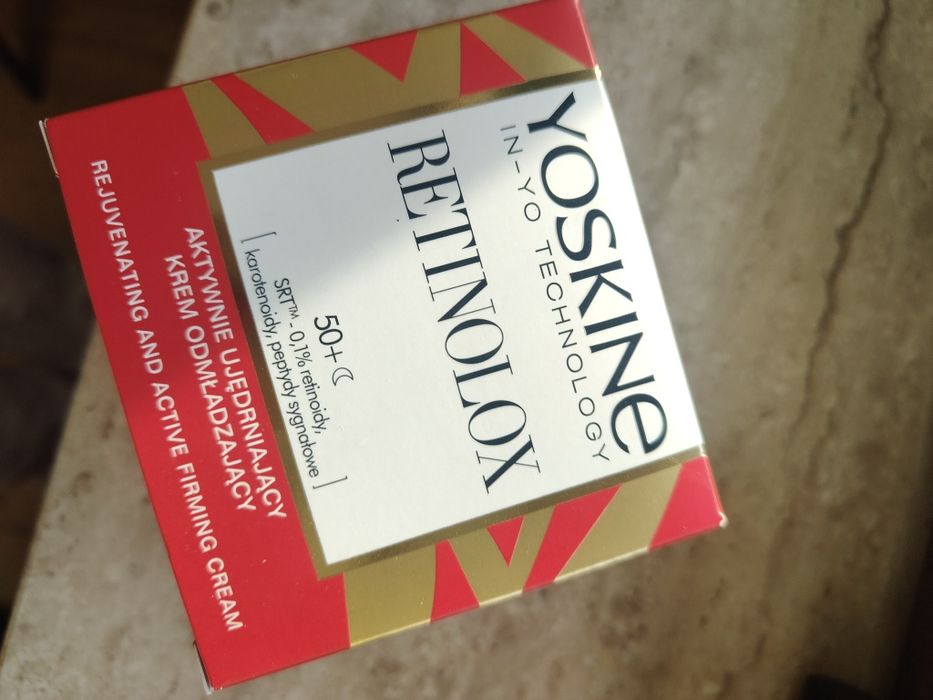 YOSKINE
IN-YO TECHNOLOGY
RETINOLOX
50+
SRT™ - 0,1% retinoidy,
[ karotenoidy, peptydy sygnałowe ]
AKTYWNIE UJĘDRNIAJĄCY
KREM ODMŁADZAJĄCY
REJUVENATING AND ACTIVE FIRMING CREAM